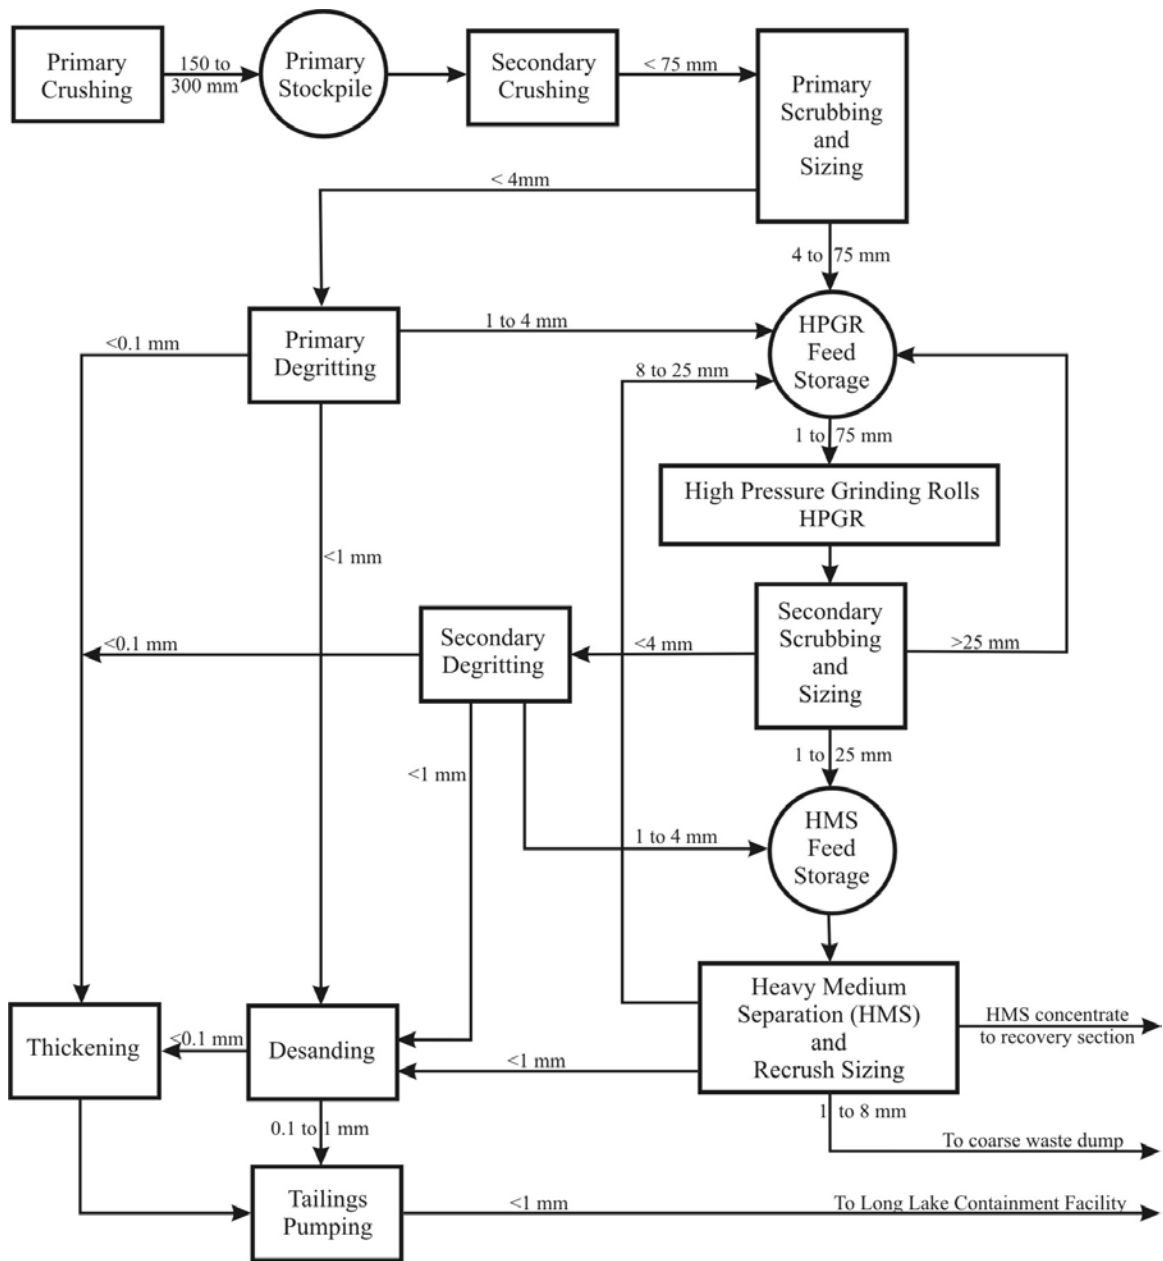 Primary
Crushing
150 to
300 mm
Primary
Stockpile
Secondary
Crushing
< 75 mm
Primary
Scrubbing
and
Sizing
< 4mm
4 to 75 mm
Primary
Degritting
<0.1 mm
1 to 4 mm
HPGR
Feed
Storage
8 to 25 mm
1 to 75 mm
High Pressure Grinding Rolls
HPGR
<1 mm
Secondary
Scrubbing
and
Sizing
>25 mm
<4 mm
Secondary
Degritting
<0.1 mm
<1 mm
1 to 25 mm
HMS
Feed
Storage
1 to 4 mm
Heavy Medium
Separation (HMS)
and
Recrush Sizing
HMS concentrate
to recovery section
Thickening
<0.1 mm
Desanding
<1 mm
1 to 8 mm
0.1 to 1 mm
To coarse waste dump
Tailings
Pumping
<1 mm
To Long Lake Containment Facility